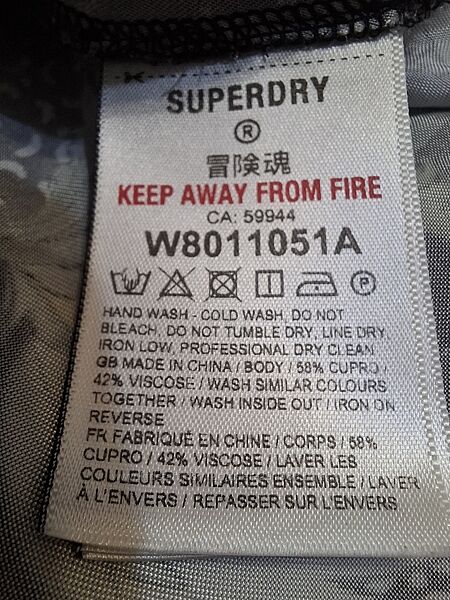 SUPERDRY
®
冒険魂
KEEP AWAY FROM FIRE
CA: 59944
W8011051A
P
HAND WASH - COLD WASH, DO NOT
BLEACH, DO NOT TUMBLE DRY, LINE DRY,
IRON LOW, PROFESSIONAL DRY CLEAN
GB MADE IN CHINA / BODY / 58% CUPRO /
42% VISCOSE / WASH SIMILAR COLOURS
TOGETHER / WASH INSIDE OUT / IRON ON
REVERSE
FR FABRIQUÉ EN CHINE / CORPS / 58%
CUPRO / 42% VISCOSE / LAVER LES
COULEURS SIMILAIRES ENSEMBLE / LAVER
À L'ENVERS / REPASSER SUR L'ENVERS